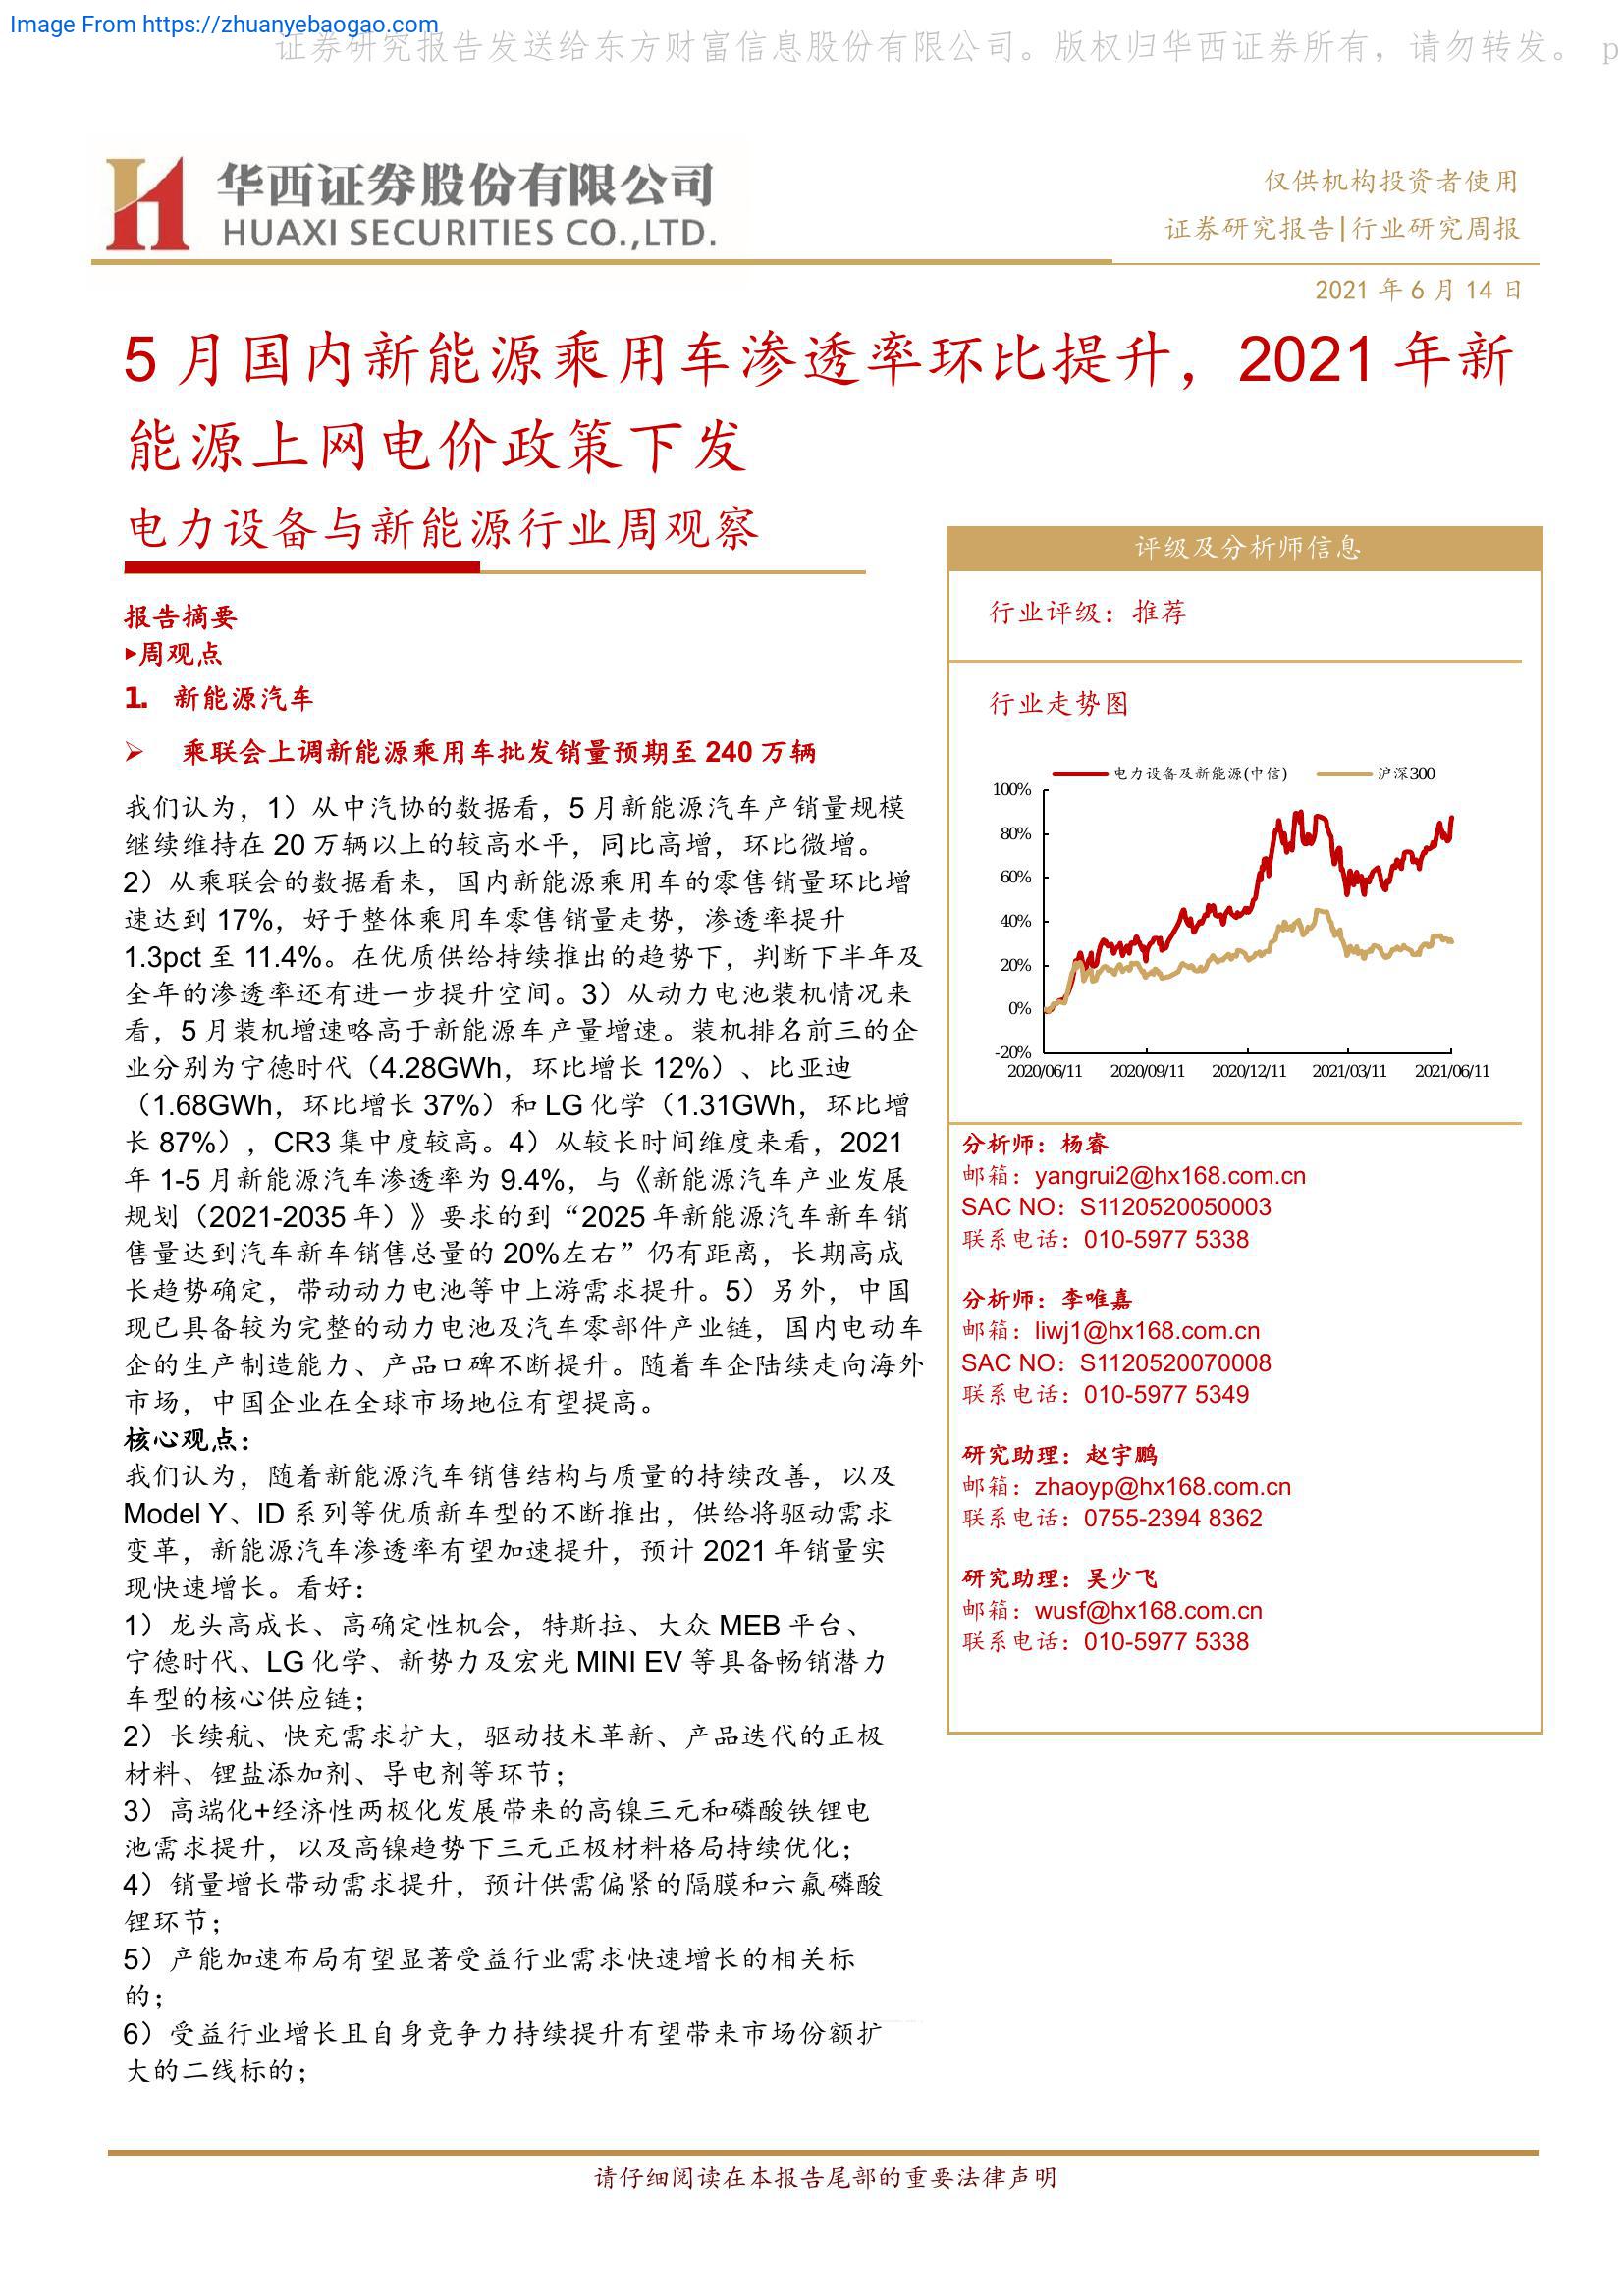 Image From https://zhuanyebaogao.com
证券研究报告发送给东方财富信息股份有限公司。版权归华西证券所有，请勿转发。 p
华西证券股份有限公司
HUAXI SECURITIES CO.,LTD.
仅供机构投资者使用
证券研究报告|行业研究周报
2021 年 6 月 14 日
5 月国内新能源乘用车渗透率环比提升，2021 年新
能源上网电价政策下发
电力设备与新能源行业周观察
报告摘要
▸周观点
1. 新能源汽车
➢ 乘联会上调新能源乘用车批发销量预期至 240 万辆
我们认为，1）从中汽协的数据看，5 月新能源汽车产销量规模
继续维持在 20 万辆以上的较高水平，同比高增，环比微增。
2）从乘联会的数据看来，国内新能源乘用车的零售销量环比增
速达到 17%，好于整体乘用车零售销量走势，渗透率提升
1.3pct 至 11.4%。在优质供给持续推出的趋势下，判断下半年及
全年的渗透率还有进一步提升空间。3）从动力电池装机情况来
看，5 月装机增速略高于新能源车产量增速。装机排名前三的企
业分别为宁德时代（4.28GWh，环比增长 12%）、比亚迪
（1.68GWh，环比增长 37%）和 LG 化学（1.31GWh，环比增
长 87%），CR3 集中度较高。4）从较长时间维度来看，2021
年 1-5 月新能源汽车渗透率为 9.4%，与《新能源汽车产业发展
规划（2021-2035 年）》要求的到“2025 年新能源汽车新车销
售量达到汽车新车销售总量的 20%左右”仍有距离，长期高成
长趋势确定，带动动力电池等中上游需求提升。5）另外，中国
现已具备较为完整的动力电池及汽车零部件产业链，国内电动车
企的生产制造能力、产品口碑不断提升。随着车企陆续走向海外
市场，中国企业在全球市场地位有望提高。
核心观点：
我们认为，随着新能源汽车销售结构与质量的持续改善，以及
Model Y、ID 系列等优质新车型的不断推出，供给将驱动需求
变革，新能源汽车渗透率有望加速提升，预计 2021 年销量实
现快速增长。看好：
1）龙头高成长、高确定性机会，特斯拉、大众 MEB 平台、
宁德时代、LG 化学、新势力及宏光 MINI EV 等具备畅销潜力
车型的核心供应链；
2）长续航、快充需求扩大，驱动技术革新、产品迭代的正极
材料、锂盐添加剂、导电剂等环节；
3）高端化+经济性两极化发展带来的高镍三元和磷酸铁锂电
池需求提升，以及高镍趋势下三元正极材料格局持续优化；
4）销量增长带动需求提升，预计供需偏紧的隔膜和六氟磷酸
锂环节；
5）产能加速布局有望显著受益行业需求快速增长的相关标
的；
6）受益行业增长且自身竞争力持续提升有望带来市场份额扩
大的二线标的；
评级及分析师信息
行业评级：推荐
行业走势图
电力设备及新能源(中信) 沪深300
100%
80%
60%
40%
20%
0%
-20%
2020/06/11 2020/09/11 2020/12/11 2021/03/11 2021/06/11
分析师：杨睿
邮箱：yangrui2@hx168.com.cn
SAC NO：S1120520050003
联系电话：010-5977 5338
分析师：李唯嘉
邮箱：liwj1@hx168.com.cn
SAC NO：S1120520070008
联系电话：010-5977 5349
研究助理：赵宇鹏
邮箱：zhaoyp@hx168.com.cn
联系电话：0755-2394 8362
研究助理：吴少飞
邮箱：wusf@hx168.com.cn
联系电话：010-5977 5338
请仔细阅读在本报告尾部的重要法律声明